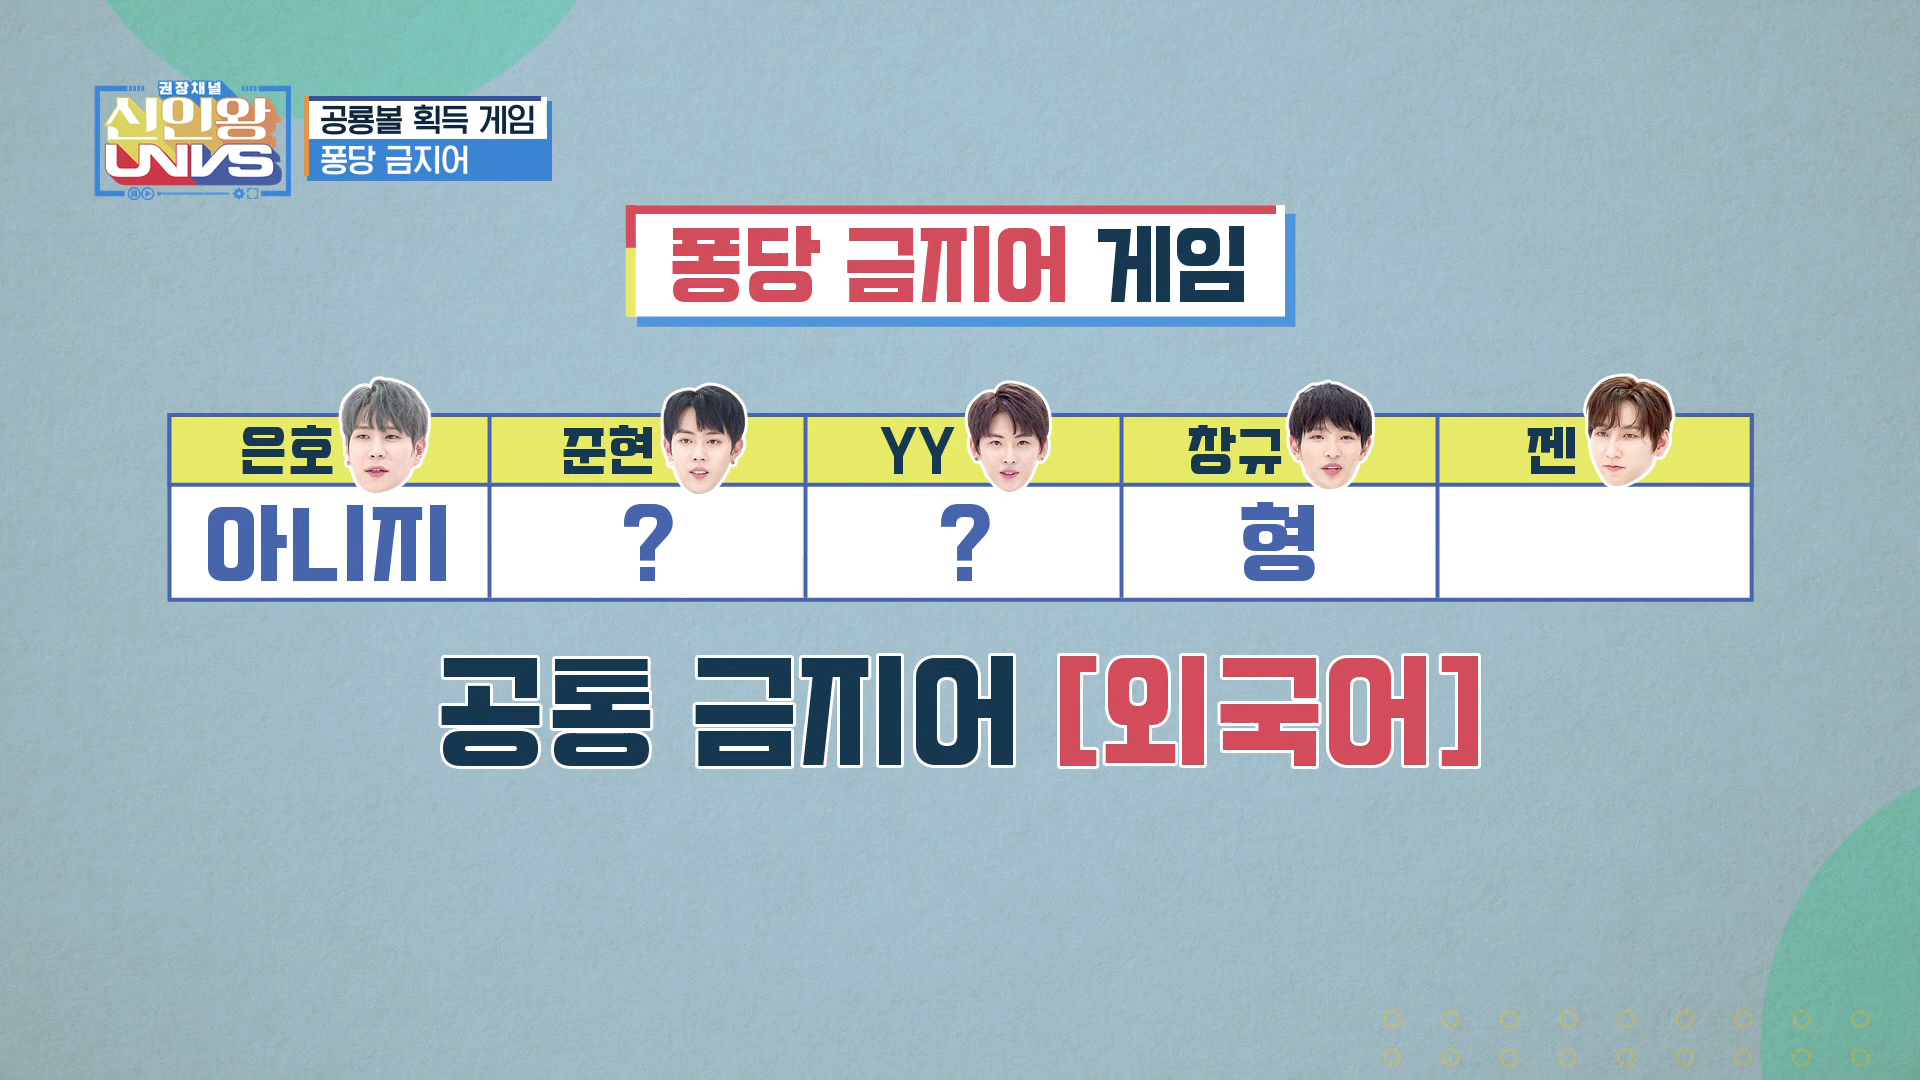 권장채널
신인왕
UNVS
공룡볼 획득 게임
퐁당 금지어
퐁당 금지어 게임
은호 준현 YY 창규 젠
아니지 ? ? 형
공통 금지어 [외국어]